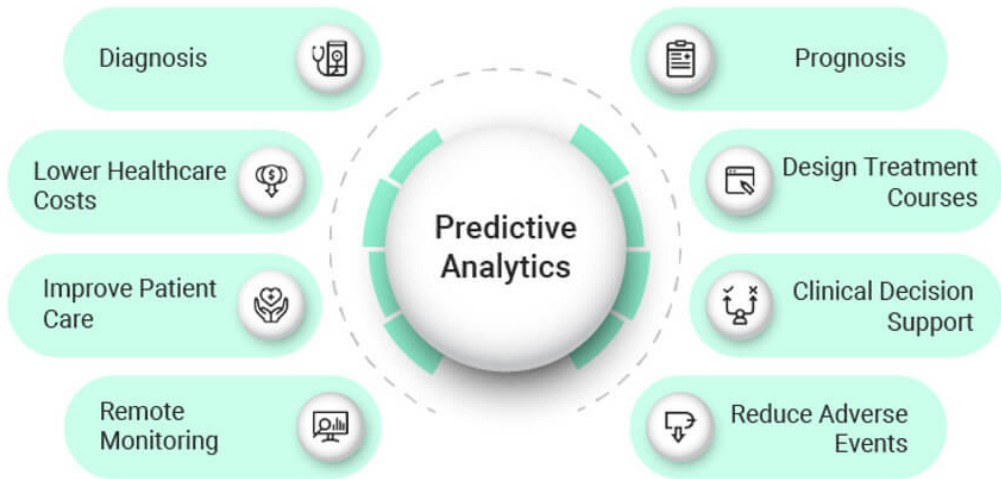 Diagnosis
Lower Healthcare
Costs
Improve Patient
Care
Remote
Monitoring
Predictive
Analytics
Prognosis
Design Treatment
Courses
Clinical Decision
Support
Reduce Adverse
Events